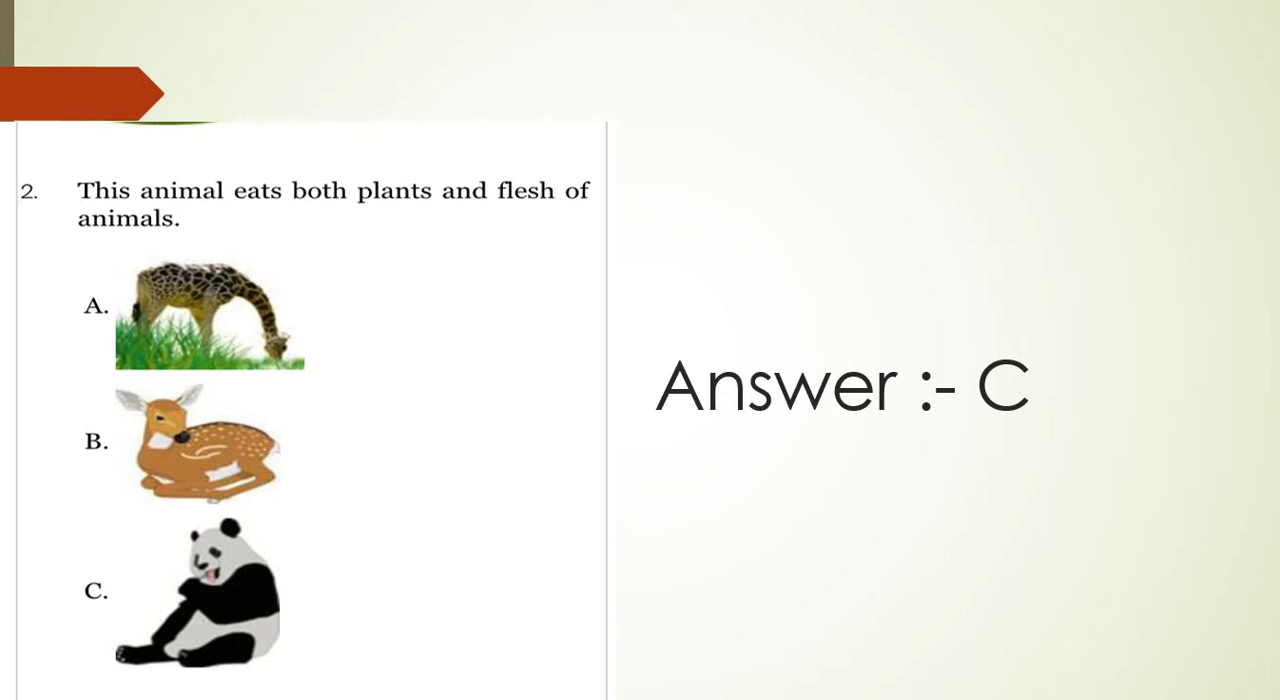 2. This animal eats both plants and flesh of
animals.
A.
B.
C.
Answer :- C